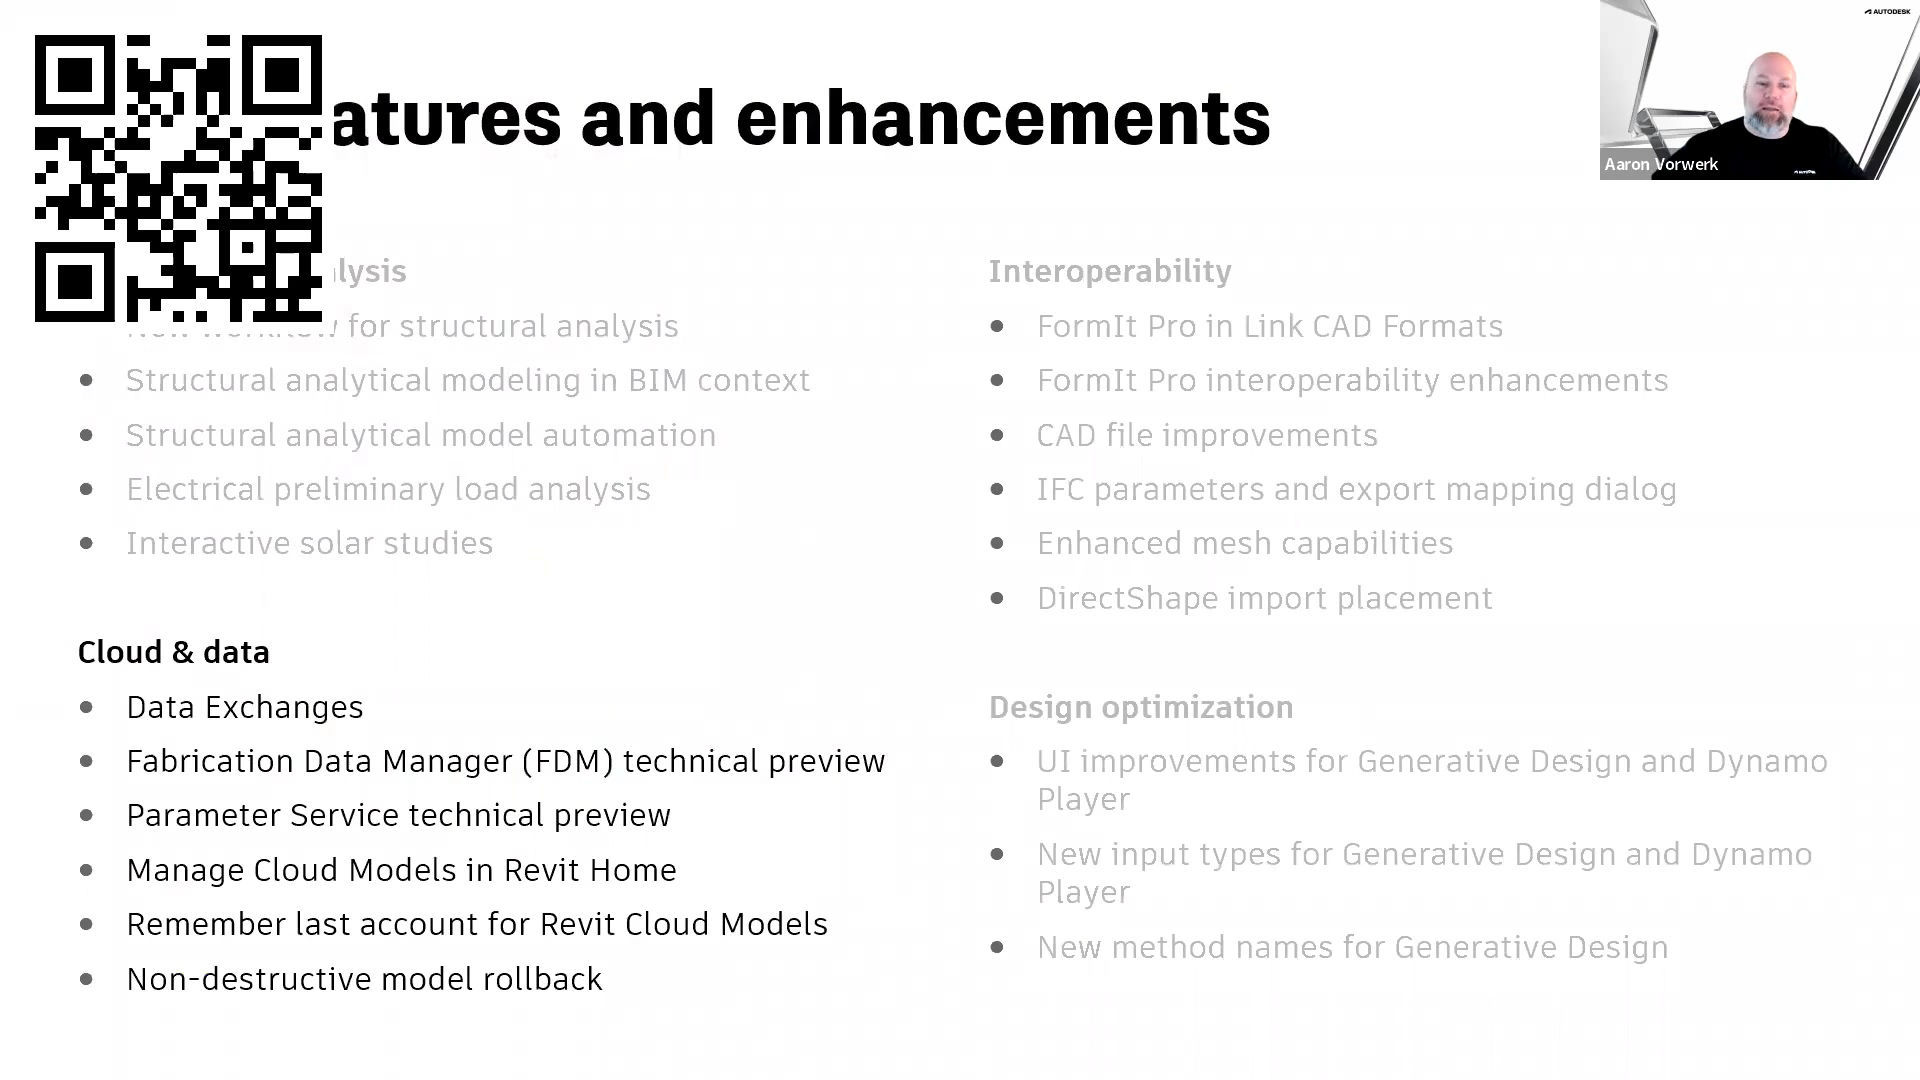 atures and enhancements
AUTODESK
Aaron Vorwerk
lysis
for structural analysis
• Structural analytical modeling in BIM context
• Structural analytical model automation
• Electrical preliminary load analysis
• Interactive solar studies
Cloud & data
• Data Exchanges
• Fabrication Data Manager (FDM) technical preview
• Parameter Service technical preview
• Manage Cloud Models in Revit Home
• Remember last account for Revit Cloud Models
• Non-destructive model rollback
Interoperability
• FormIt Pro in Link CAD Formats
• FormIt Pro interoperability enhancements
• CAD file improvements
• IFC parameters and export mapping dialog
• Enhanced mesh capabilities
• DirectShape import placement
Design optimization
• UI improvements for Generative Design and Dynamo
Player
• New input types for Generative Design and Dynamo
Player
• New method names for Generative Design